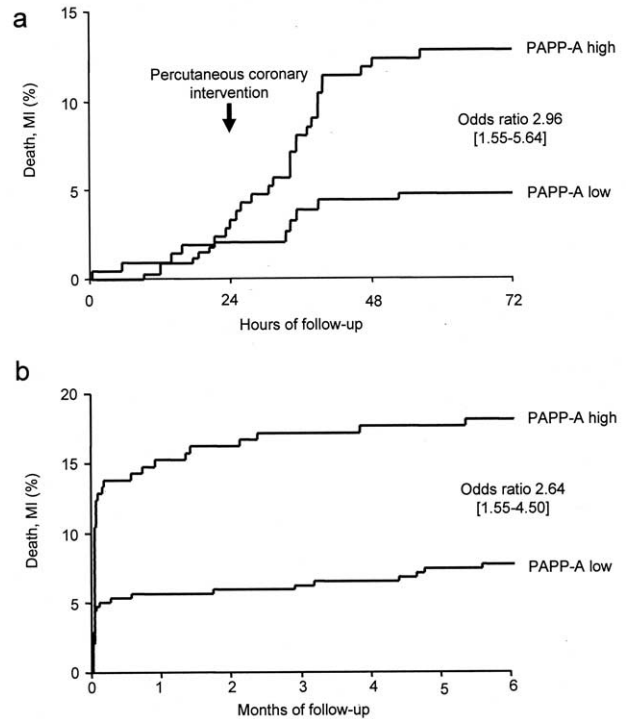 a
15
10
5
0
Death, MI (%)
Percutaneous coronary
intervention
PAPP-A high
Odds ratio 2.96
[1.55-5.64]
PAPP-A low
0
24
48
72
Hours of follow-up
b
20
15
10
5
0
Death, MI (%)
PAPP-A high
Odds ratio 2.64
[1.55-4.50]
PAPP-A low
0
1
2
3
4
5
6
Months of follow-up